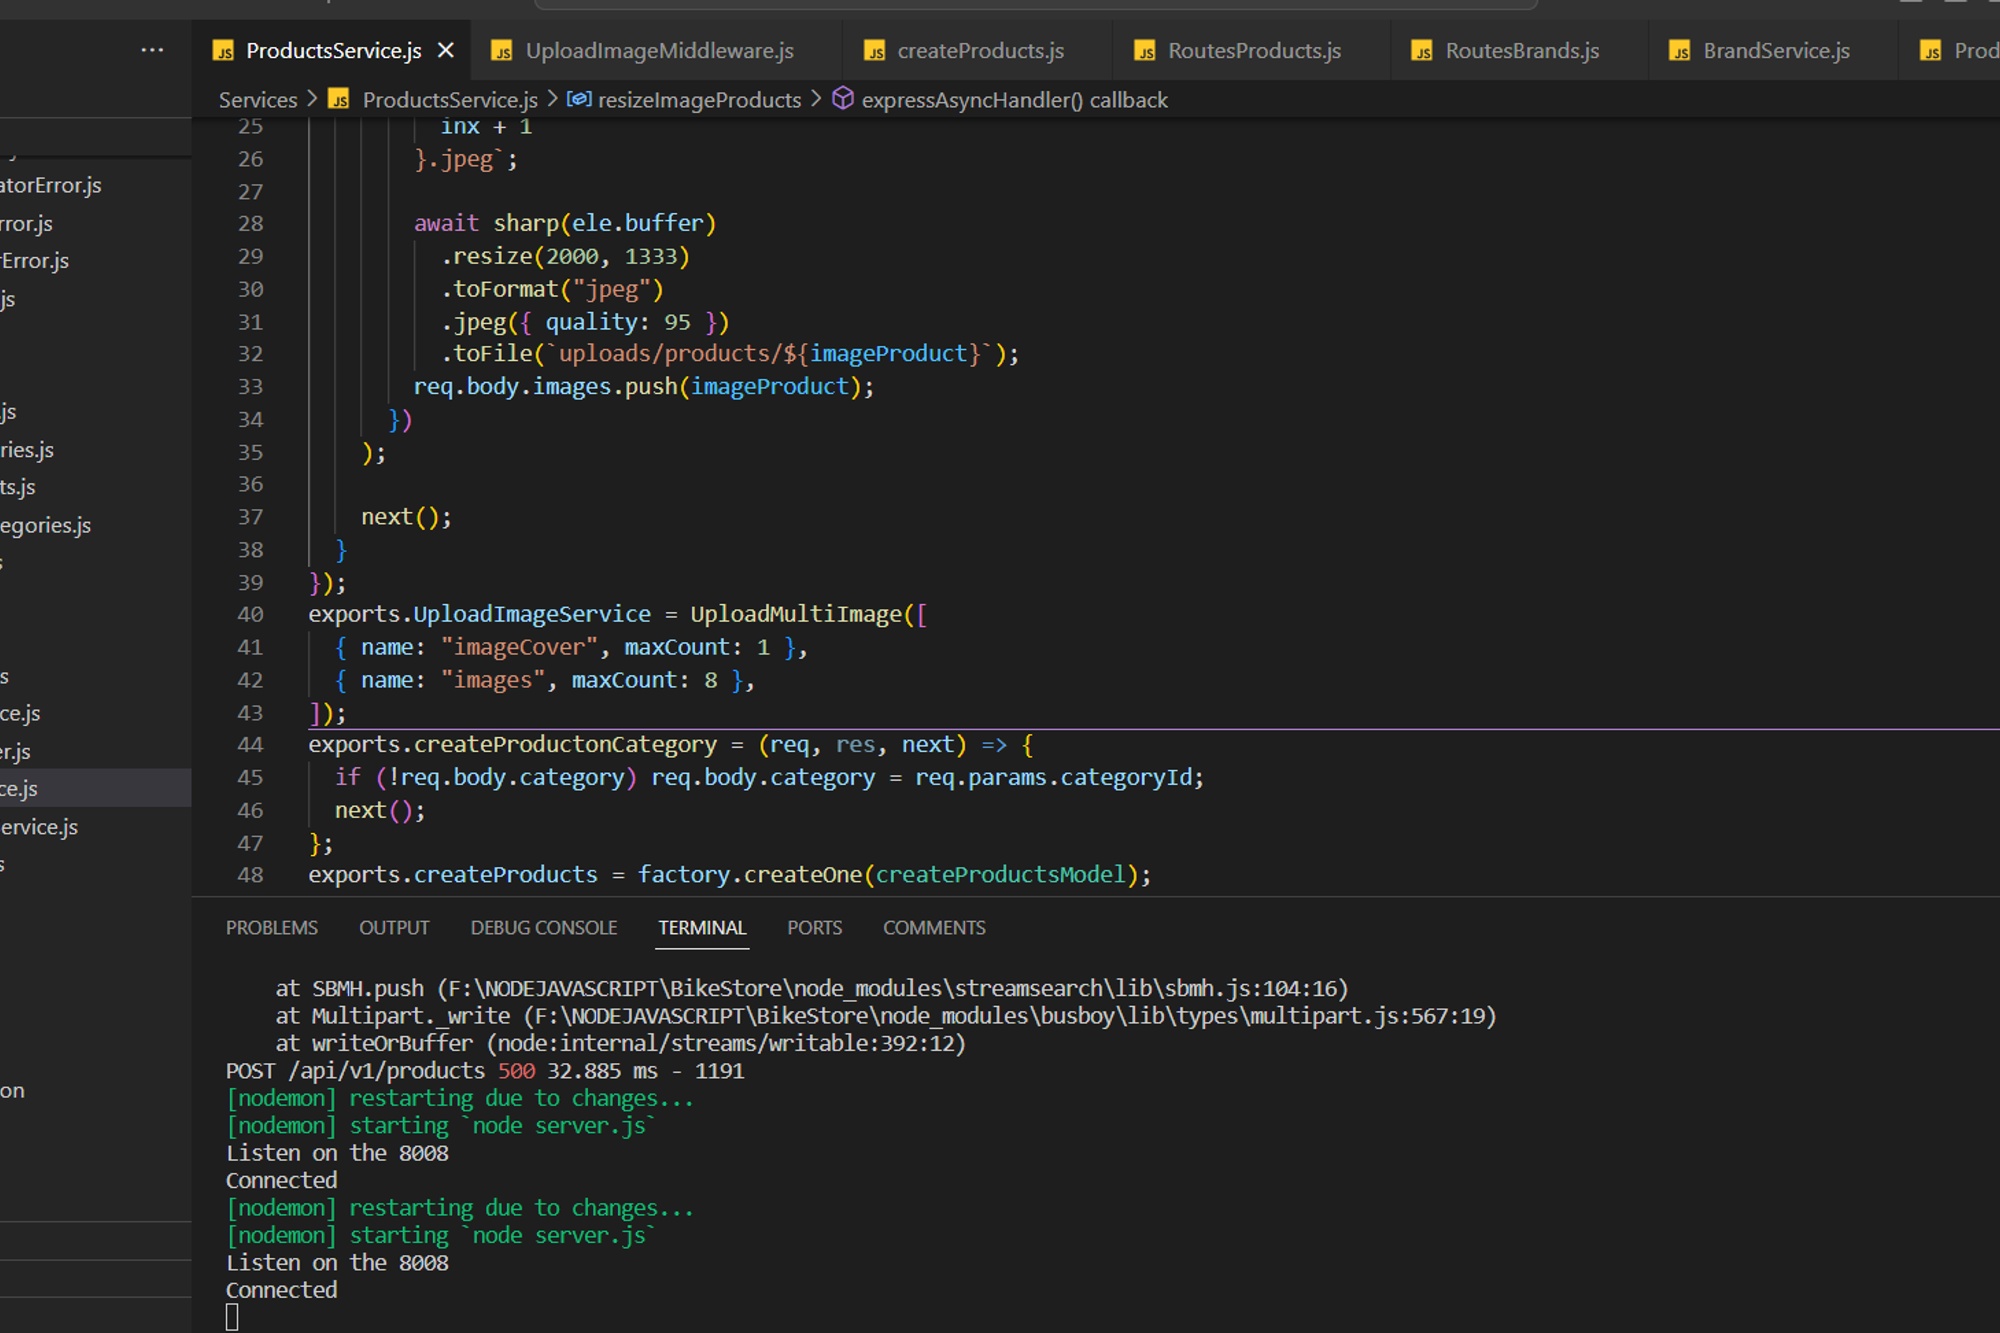 ...
JS ProductsService.js ×
JS UploadImageMiddleware.js
JS createProducts.js
JS RoutesProducts.js
JS RoutesBrands.js
JS BrandService.js
JS Prod
Services > JS ProductsService.js > resizeImageProducts > expressAsyncHandler() callback
atorError.js
rror.js
rError.js
js
.js
ries.js
ts.js
egories.js
s
s
ce.js
er.js
ce.js
ervice.js
s
on
25 inx + 1
26 }.jpeg`;
27
28 await sharp(ele.buffer)
29 .resize(2000, 1333)
30 .toFormat("jpeg")
31 .jpeg({ quality: 95 })
32 .toFile(`uploads/products/${imageProduct}`);
33 req.body.images.push(imageProduct);
34 })
35 );
36
37 next();
38 }
39 });
40 exports.UploadImageService = UploadMultiImage([
41 { name: "imageCover", maxCount: 1 },
42 { name: "images", maxCount: 8 },
43 ]);
44 exports.createProductonCategory = (req, res, next) => {
45 if (!req.body.category) req.body.category = req.params.categoryId;
46 next();
47 };
48 exports.createProducts = factory.createOne(createProductsModel);
PROBLEMS OUTPUT DEBUG CONSOLE TERMINAL PORTS COMMENTS
at SBMH.push (F:\NODEJAVASCRIPT\BikeStore\node_modules\streamsearch\lib\sbmh.js:104:16)
at Multipart._write (F:\NODEJAVASCRIPT\BikeStore\node_modules\busboy\lib\types\multipart.js:567:19)
at writeOrBuffer (node:internal/streams/writable:392:12)
POST /api/v1/products 500 32.885 ms - 1191
[nodemon] restarting due to changes...
[nodemon] starting `node server.js`
Listen on the 8008
Connected
[nodemon] restarting due to changes...
[nodemon] starting `node server.js`
Listen on the 8008
Connected